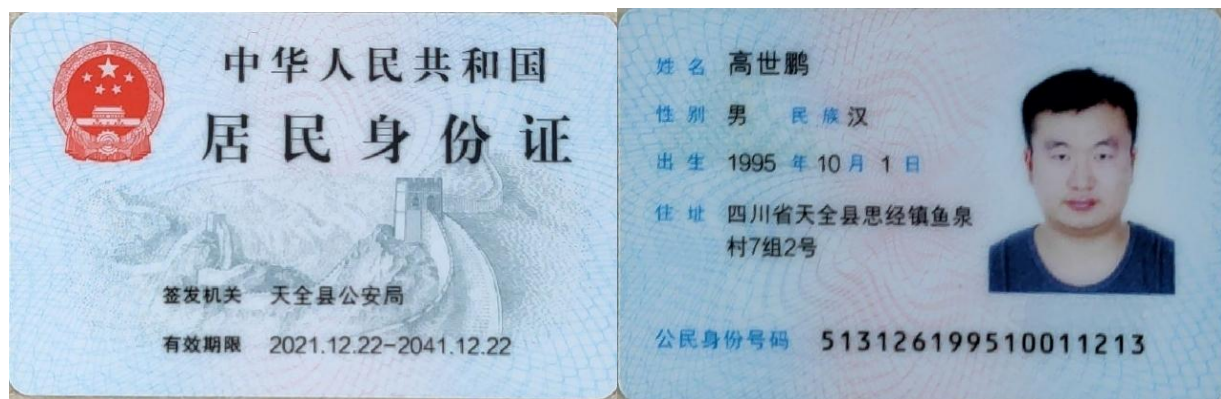 中华人民共和国
居民身份证
签发机关 天全县公安局
有效期限 2021.12.22-2041.12.22
姓名 高世鹏
性别 男 民族 汉
出生 1995 年 10 月 1 日
住址 四川省天全县思经镇鱼泉
村7组2号
公民身份号码 513126199510011213